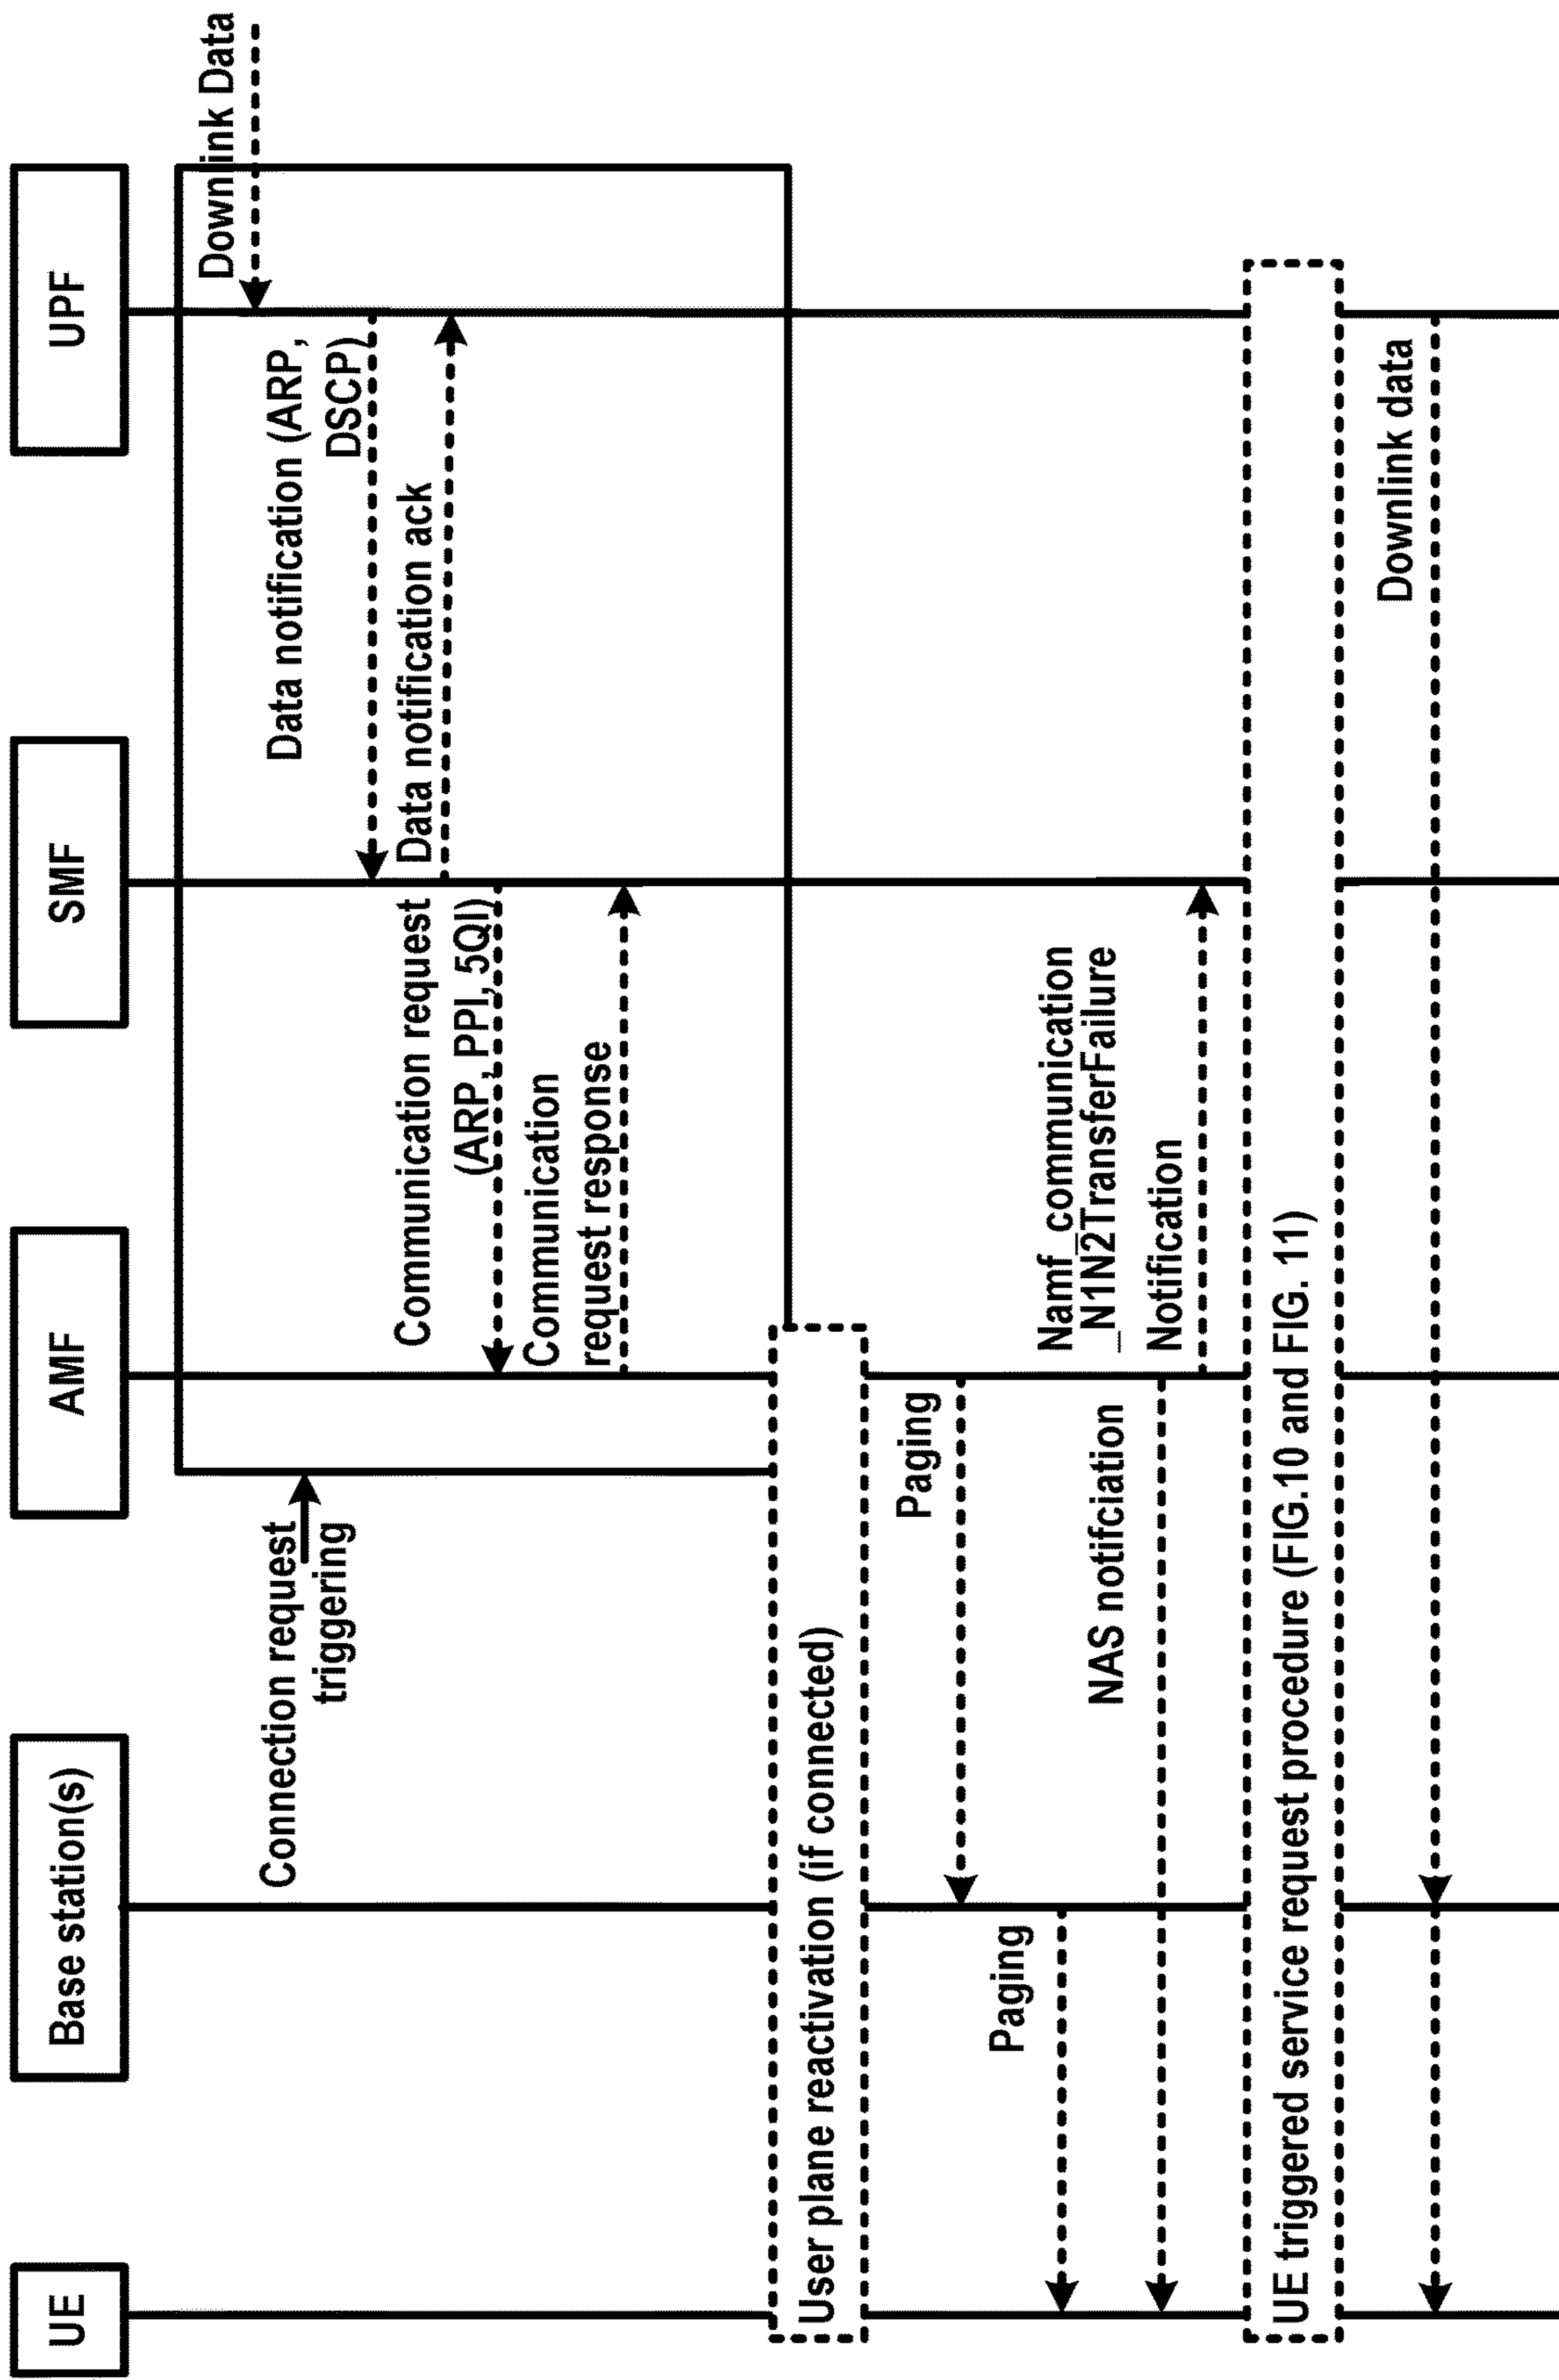 UE
Base station(s)
AMF
SMF
UPF
Downlink Data
Connection request
triggering
Data notification (ARP,
DSCP)
Data notification ack
Communication request
(ARP, PPI, 5QI)
Communication
request response
User plane reactivation (if connected)
Paging
Paging
Namf_communication
_N1N2TransferFailure
Notification
NAS notifciation
UE triggered service request procedure (FIG.10 and FIG. 11)
Downlink data